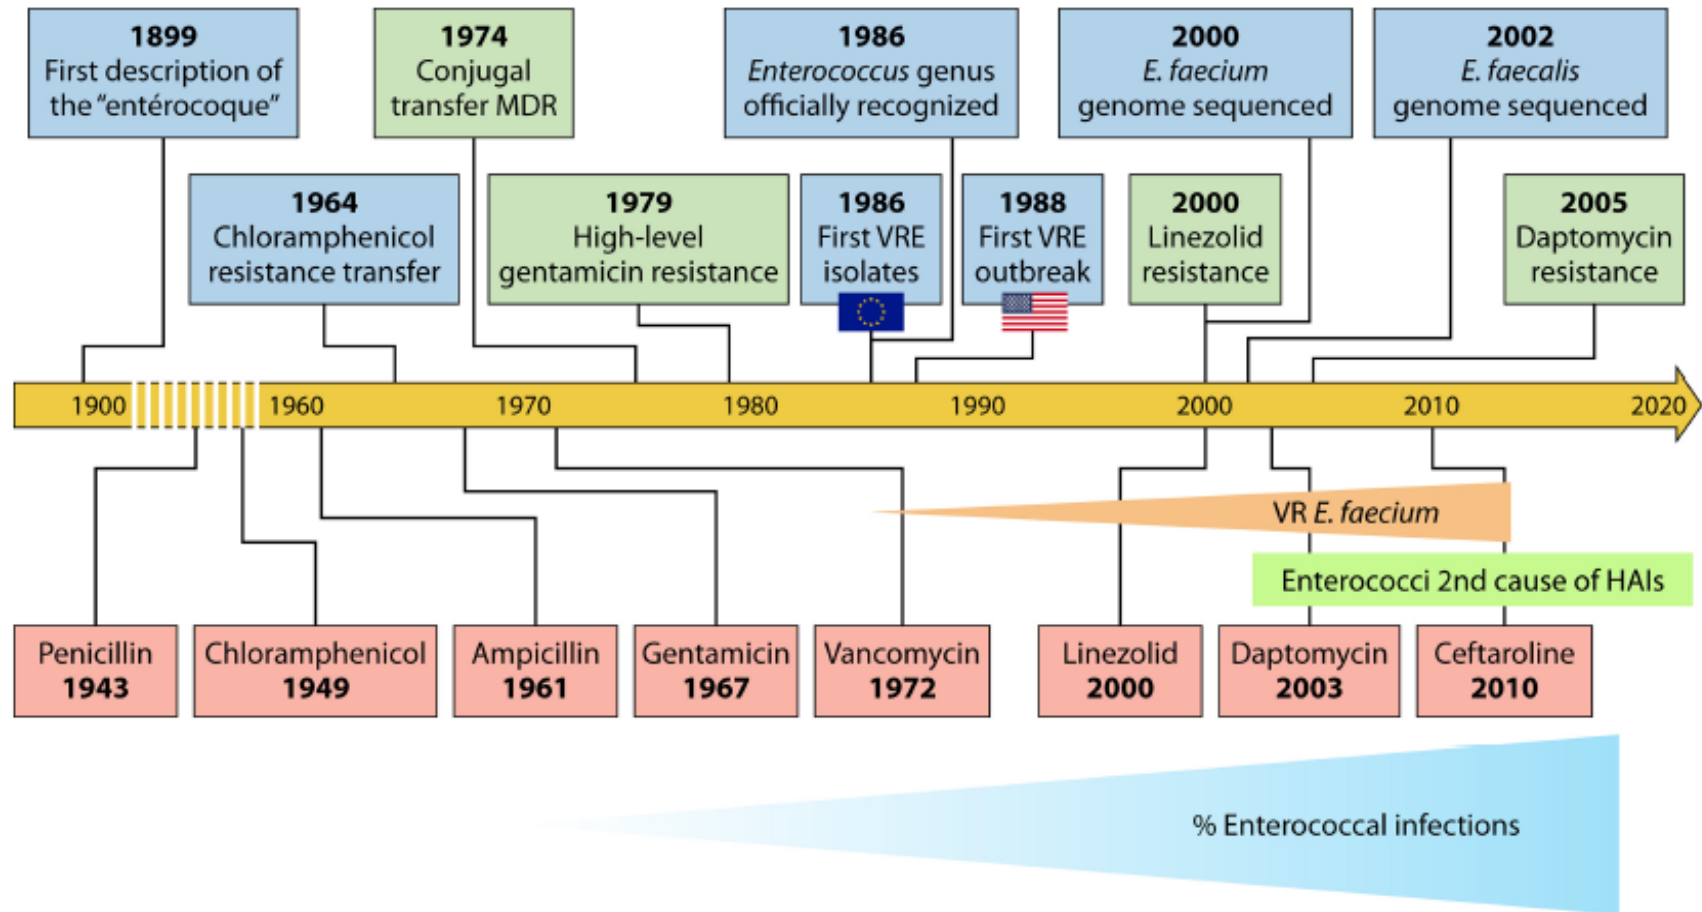 1899
First description of
the “entérocoque”
1974
Conjugal
transfer MDR
1986
Enterococcus genus
officially recognized
2000
E. faecium
genome sequenced
2002
E. faecalis
genome sequenced
1964
Chloramphenicol
resistance transfer
1979
High-level
gentamicin resistance
1986
First VRE
isolates
1988
First VRE
outbreak
2000
Linezolid
resistance
2005
Daptomycin
resistance
1900
1960
1970
1980
1990
2000
2010
2020
VR E. faecium
Enterococci 2nd cause of HAIs
Penicillin
1943
Chloramphenicol
1949
Ampicillin
1961
Gentamicin
1967
Vancomycin
1972
Linezolid
2000
Daptomycin
2003
Ceftaroline
2010
% Enterococcal infections